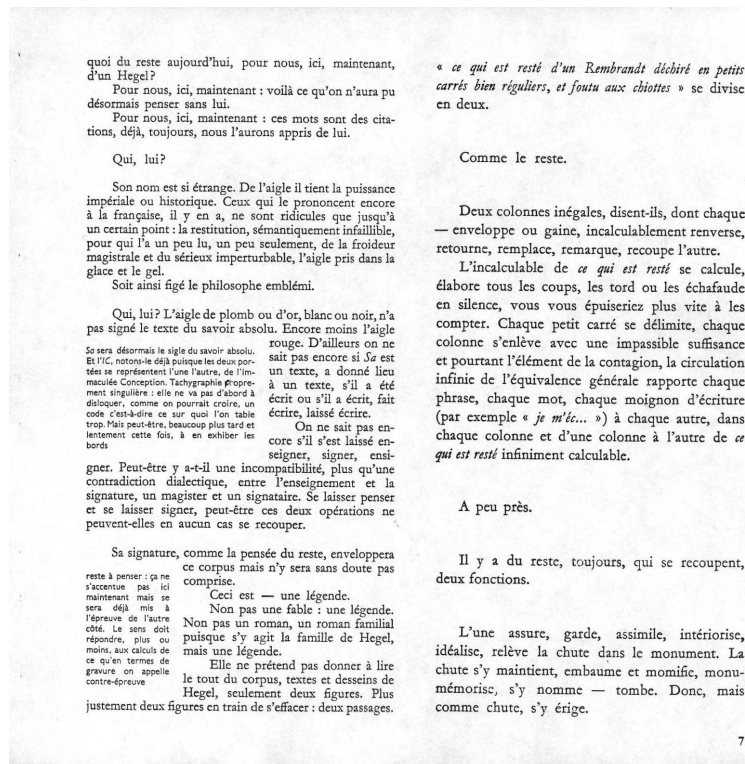 quoi du reste aujourd'hui, pour nous, ici, maintenant,
d'un Hegel?
Pour nous, ici, maintenant : voilà ce qu'on n'aura pu
désormais penser sans lui.
Pour nous, ici, maintenant : ces mots sont des cita-
tions, déjà, toujours, nous l'aurons appris de lui.
Qui, lui?
Son nom est si étrange. De l'aigle il tient la puissance
impériale ou historique. Ceux qui le prononcent encore
à la française, il y en a, ne sont ridicules que jusqu'à
un certain point : la restitution, sémantiquement infaillible,
pour qui l'a un peu lu, un peu seulement, de la froideur
magistrale et du sérieux imperturbable, l'aigle pris dans la
glace et le gel.
Soit ainsi figé le philosophe emblémi.
Qui, lui? L'aigle de plomb ou d'or, blanc ou noir, n'a
pas signé le texte du savoir absolu. Encore moins l'aigle
rouge. D'ailleurs on ne
sait pas encore si Sa est
un texte, a donné lieu
à un texte, s'il a été
écrit ou s'il a écrit, fait
écrire, laissé écrire.
On ne sait pas en-
core s'il s'est laissé en-
seigner, signer, ensi-
gner. Peut-être y a-t-il une incompatibilité, plus qu'une
contradiction dialectique, entre l'enseignement et la
signature, un magister et un signataire. Se laisser penser
et se laisser signer, peut-être ces deux opérations ne
peuvent-elles en aucun cas se recouper.
Sa sera désormais le sigle du savoir absolu.
Et l'IC, notons-le déjà puisque les deux por-
tées se représentent l'une l'autre, de l'Im-
maculée Conception. Tachygraphie propre-
ment singulière : elle ne va pas d'abord à
disloquer, comme on pourrait croire, un
code c'est-à-dire ce sur quoi l'on table
trop. Mais peut-être, beaucoup plus tard et
lentement cette fois, à en exhiber les
bords
Sa signature, comme la pensée du reste, enveloppera
ce corpus mais n'y sera sans doute pas
comprise.
Ceci est — une légende.
Non pas une fable : une légende.
Non pas un roman, un roman familial
puisque s'y agit la famille de Hegel,
mais une légende.
Elle ne prétend pas donner à lire
le tout du corpus, textes et desseins de
Hegel, seulement deux figures. Plus
justement deux figures en train de s'effacer : deux passages.
reste à penser : ça ne
s'accentue pas ici
maintenant mais se
sera déjà mis à
l'épreuve de l'autre
côté. Le sens doit
répondre, plus ou
moins, aux calculs de
ce qu'en termes de
gravure on appelle
contre-épreuve
« ce qui est resté d'un Rembrandt déchiré en petits
carrés bien réguliers, et foutu aux chiottes » se divise
en deux.
Comme le reste.
Deux colonnes inégales, disent-ils, dont chaque
— enveloppe ou gaine, incalculablement renverse,
retourne, remplace, remarque, recoupe l'autre.
L'incalculable de ce qui est resté se calcule,
élabore tous les coups, les tord ou les échafaude
en silence, vous vous épuiseriez plus vite à les
compter. Chaque petit carré se délimite, chaque
colonne s'enlève avec une impassible suffisance
et pourtant l'élément de la contagion, la circulation
infinie de l'équivalence générale rapporte chaque
phrase, chaque mot, chaque moignon d'écriture
(par exemple « je m'éc... ») à chaque autre, dans
chaque colonne et d'une colonne à l'autre de ce
qui est resté infiniment calculable.
A peu près.
Il y a du reste, toujours, qui se recoupent,
deux fonctions.
L'une assure, garde, assimile, intériorise,
idéalise, relève la chute dans le monument. La
chute s'y maintient, embaume et momifie, monu-
mémorise, s'y nomme — tombe. Donc, mais
comme chute, s'y érige.
7